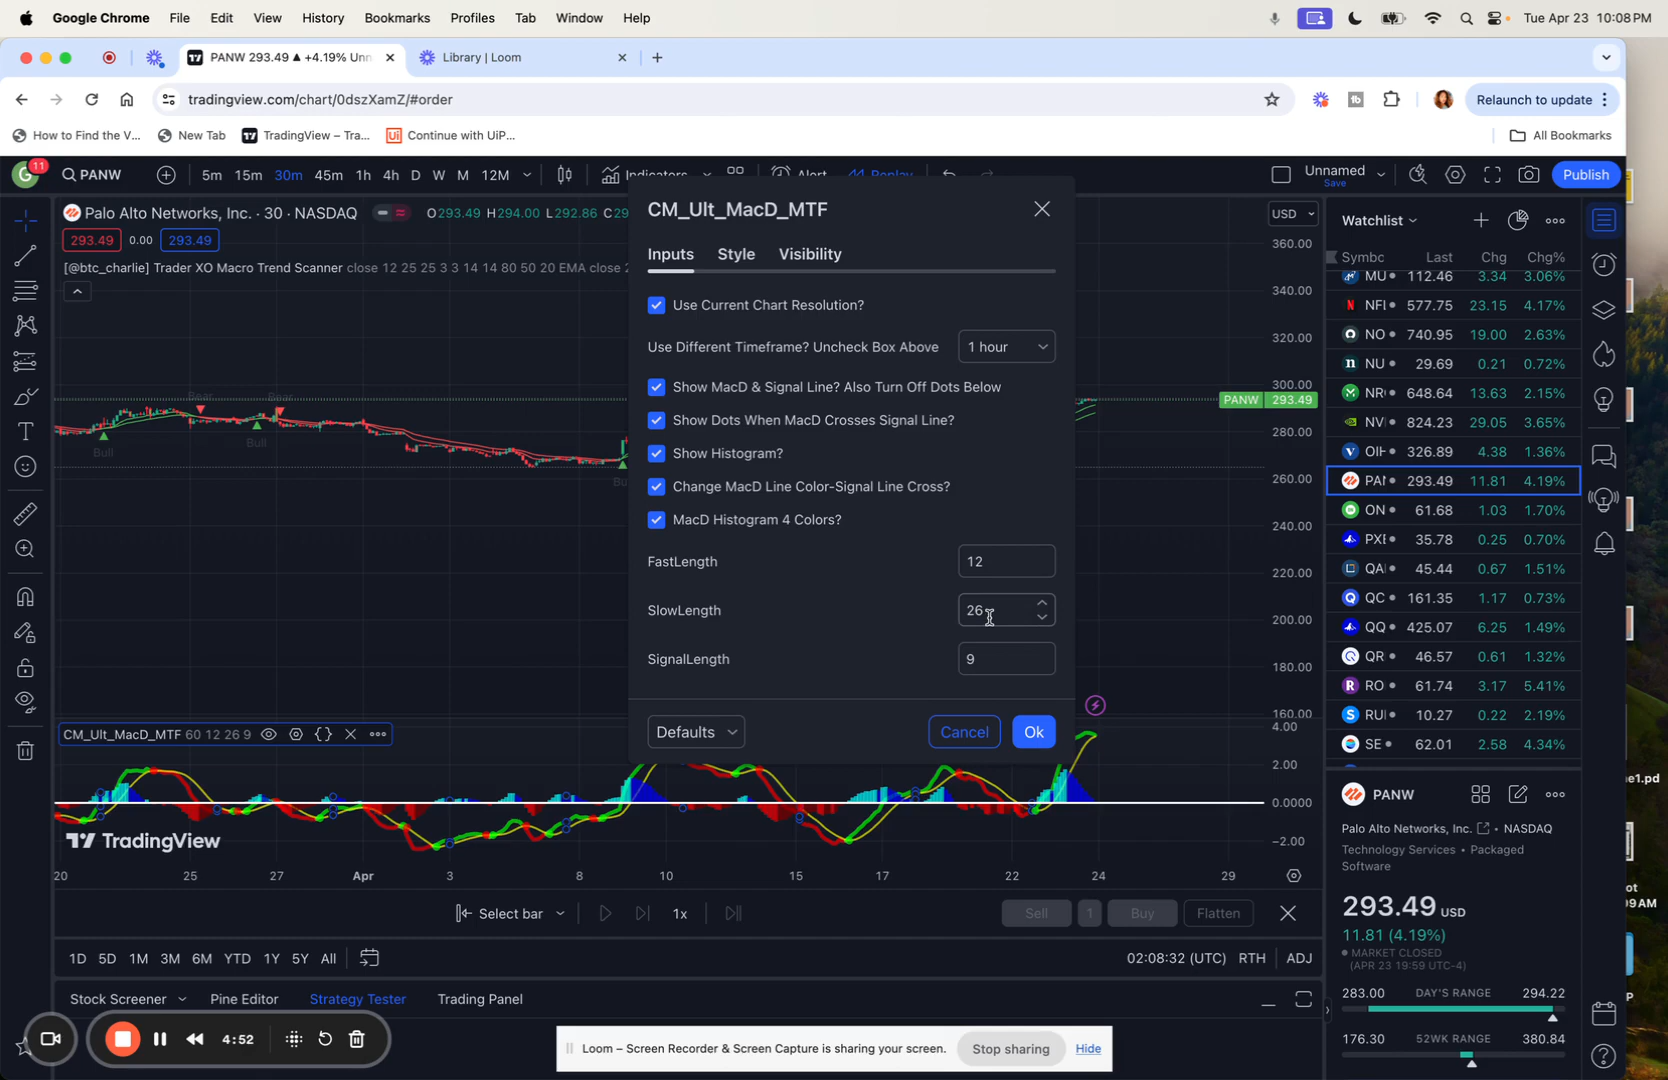 Google Chrome File Edit View History Bookmarks Profiles Tab Window Help Tue Apr 23 10:08 PM
PANW 293.49 ▲ +4.19% Unn
Library | Loom
tradingview.com/chart/0dszXamZ/#order
Relaunch to update
How to Find the V...
New Tab
TradingView – Tra...
Continue with UiP...
All Bookmarks
G 11
PANW
5m 15m 30m 45m 1h 4h D W M 12M
Indicators
Alert
Replay
Unnamed
Save
Publish
Palo Alto Networks, Inc. · 30 · NASDAQ
O293.49 H294.00 L292.86 C29
293.49 0.00 293.49
[@btc_charlie] Trader XO Macro Trend Scanner close 12 25 25 3 3 14 14 80 50 20 EMA close 2
Bear Bear
Bull Bull Bu
CM_Ult_MacD_MTF
Inputs Style Visibility
Use Current Chart Resolution?
Use Different Timeframe? Uncheck Box Above 1 hour
Show MacD & Signal Line? Also Turn Off Dots Below
Show Dots When MacD Crosses Signal Line?
Show Histogram?
Change MacD Line Color-Signal Line Cross?
MacD Histogram 4 Colors?
FastLength 12
SlowLength 26
SignalLength 9
Defaults Cancel Ok
USD
360.00
340.00
320.00
300.00
PANW 293.49
280.00
260.00
240.00
220.00
200.00
180.00
160.00
4.00
2.00
0.0000
−2.00
CM_Ult_MacD_MTF 60 12 26 9
TradingView
20 25 27 Apr 3 8 10 15 17 22 24 29
Select bar 1x
Sell 1 Buy Flatten
1D 5D 1M 3M 6M YTD 1Y 5Y All
02:08:32 (UTC) RTH ADJ
Stock Screener Pine Editor Strategy Tester Trading Panel
4:52
Loom – Screen Recorder & Screen Capture is sharing your screen. Stop sharing Hide
Watchlist
Symbc Last Chg Chg%
MU 112.46 3.34 3.06%
NFI 577.75 23.15 4.17%
NO 740.95 19.00 2.63%
NU 29.69 0.21 0.72%
NR 648.64 13.63 2.15%
NV 824.23 29.05 3.65%
OIH 326.89 4.38 1.36%
PAN 293.49 11.81 4.19%
ON 61.68 1.03 1.70%
PXE 35.78 0.25 0.70%
QA 45.44 0.67 1.51%
QC 161.35 1.17 0.73%
QQ 425.07 6.25 1.49%
QR 46.57 0.61 1.32%
RO 61.74 3.17 5.41%
RUI 10.27 0.22 2.19%
SE 62.01 2.58 4.34%
PANW
Palo Alto Networks, Inc. • NASDAQ
Technology Services • Packaged
Software
293.49 USD
11.81 (4.19%)
MARKET CLOSED
(APR 23 19:59 UTC-4)
283.00 DAY'S RANGE 294.22
176.30 52WK RANGE 380.84
ne1.pd
ot
09AM
P